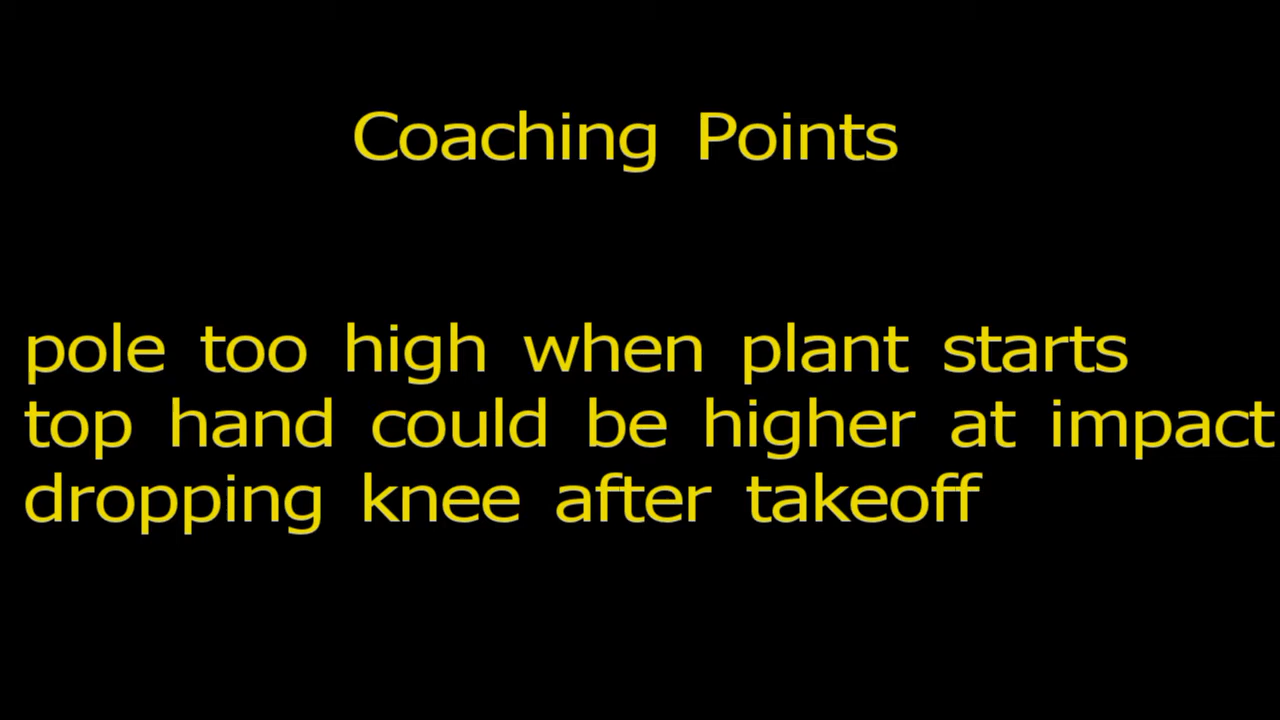 Coaching Points
pole too high when plant starts
top hand could be higher at impact
dropping knee after takeoff